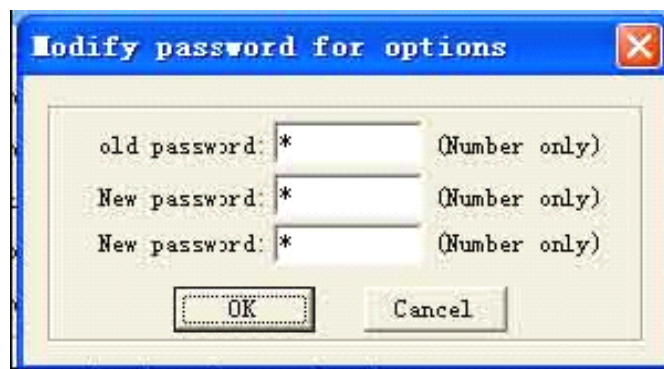 Modify password for options
old password: * (Number only)
New password: * (Number only)
New password: * (Number only)
OK Cancel